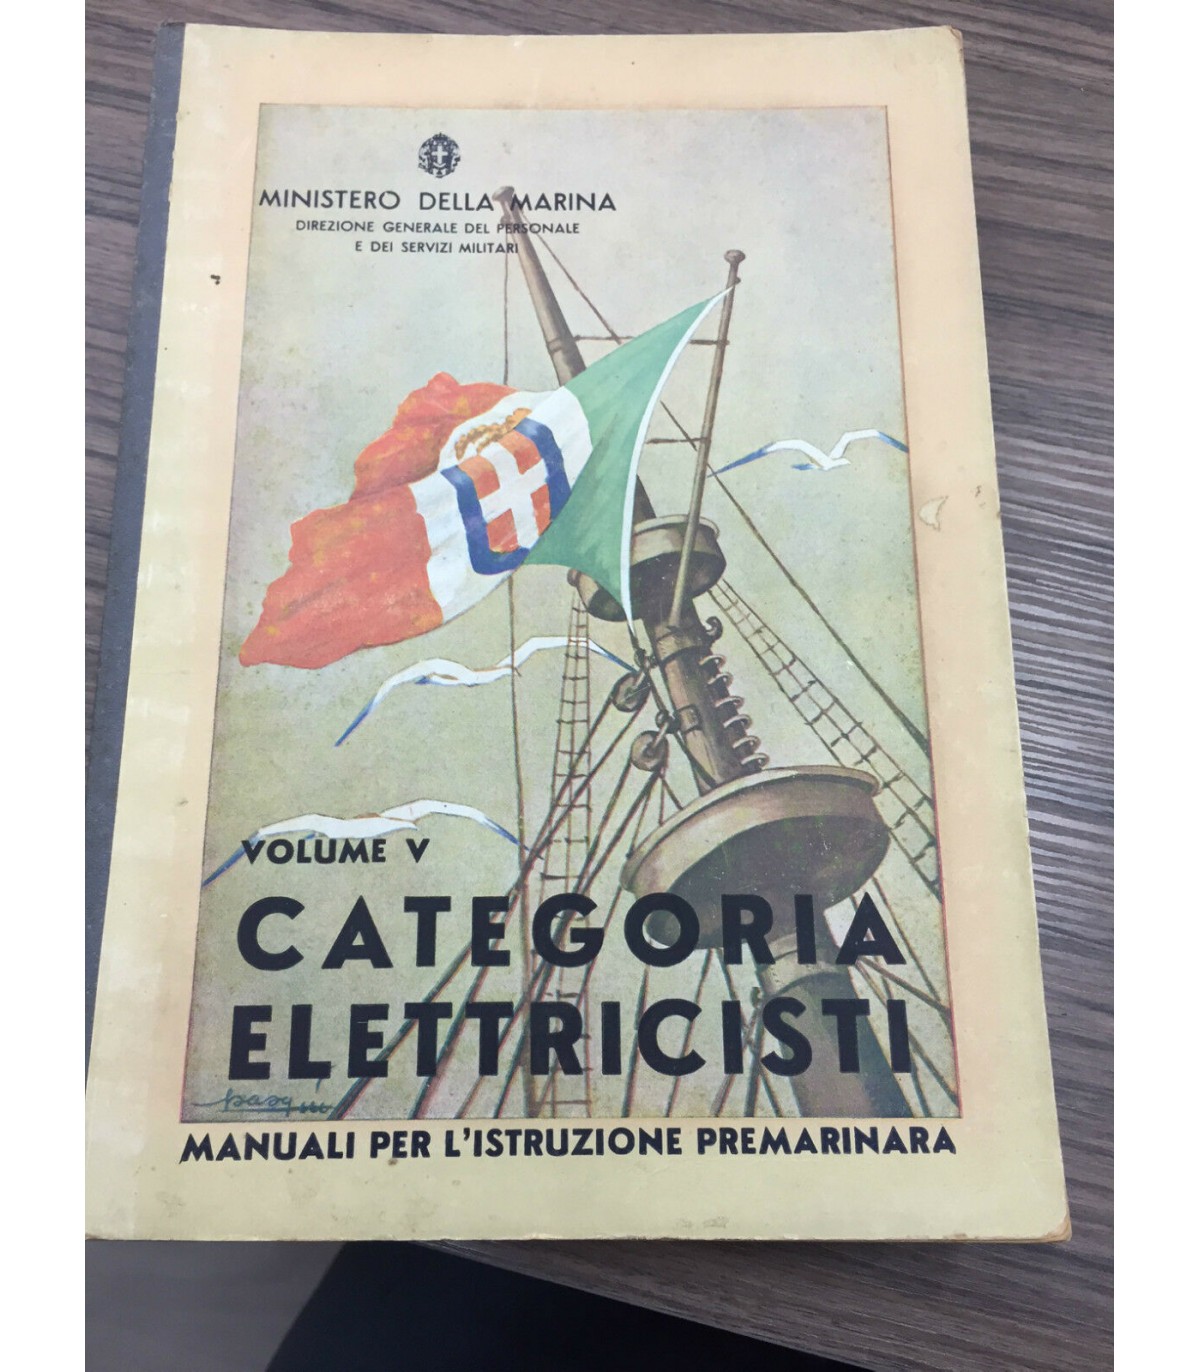 MINISTERO DELLA MARINA
DIREZIONE GENERALE DEL PERSONALE
E DEI SERVIZI MILITARI
VOLUME V
CATEGORIA
ELETTRICISTI
MANUALI PER L'ISTRUZIONE PREMARINARA